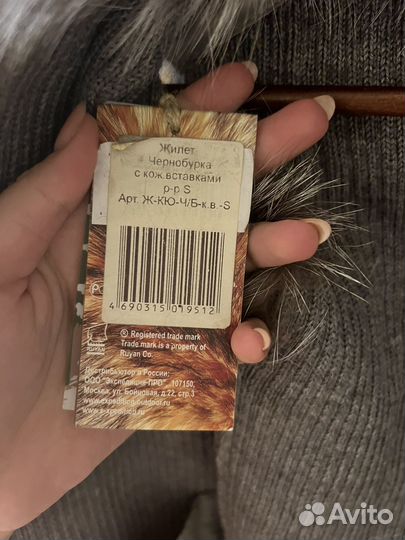 Жилет
Чернобурка
с кож.вставками
р-р S
Арт. Ж-КЮ-Ч/Б-к.в.-S
4 690315 019512
RUYAN
© Registered trade mark
Trade mark is a property of
Ruyan Co.
Дистрибьютор в России:
ООО "Экспедиция-ПРО" 107150,
Москва, ул. Бойцовая, д.22, стр.3
www.expedition-outdoor.ru
Avito